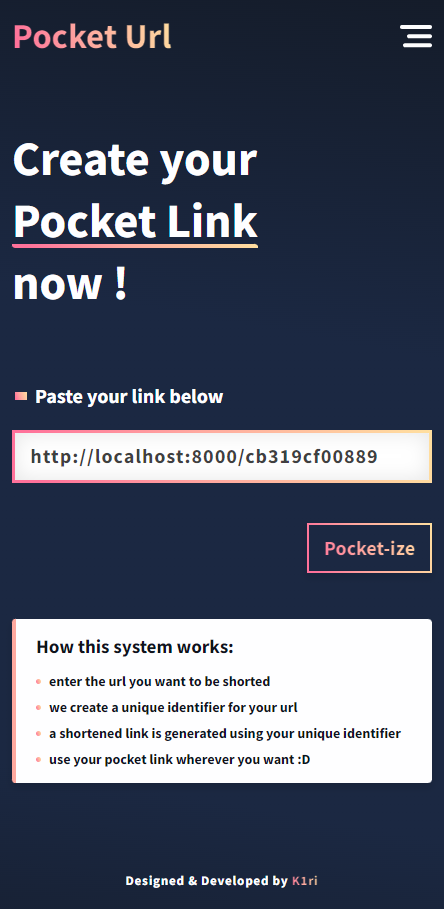 Pocket Url
Create your
Pocket Link
now !
Paste your link below
http://localhost:8000/cb319cf00889
Pocket-ize
How this system works:
enter the url you want to be shorted
we create a unique identifier for your url
a shortened link is generated using your unique identifier
use your pocket link wherever you want :D
Designed & Developed by K1ri